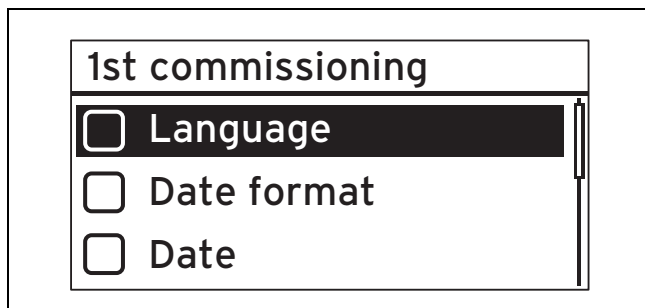 1st commissioning
Language
Date format
Date